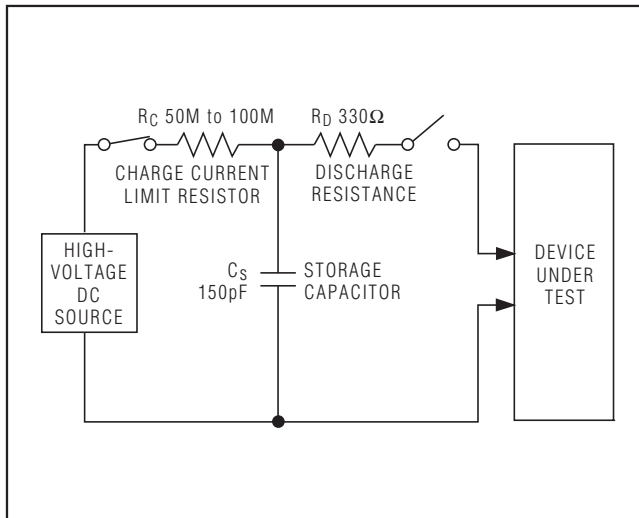 RC 50M to 100M
CHARGE CURRENT
LIMIT RESISTOR
RD 330Ω
DISCHARGE
RESISTANCE
HIGH-
VOLTAGE
DC
SOURCE
CS
150pF
STORAGE
CAPACITOR
DEVICE
UNDER
TEST